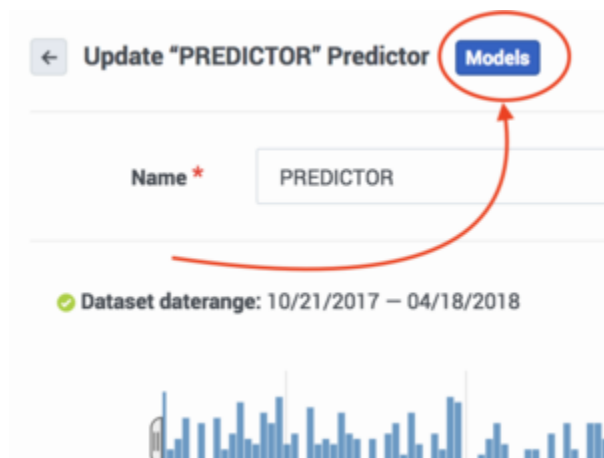 ← Update “PREDICTOR” Predictor Models
Name * PREDICTOR
Dataset daterange: 10/21/2017 — 04/18/2018